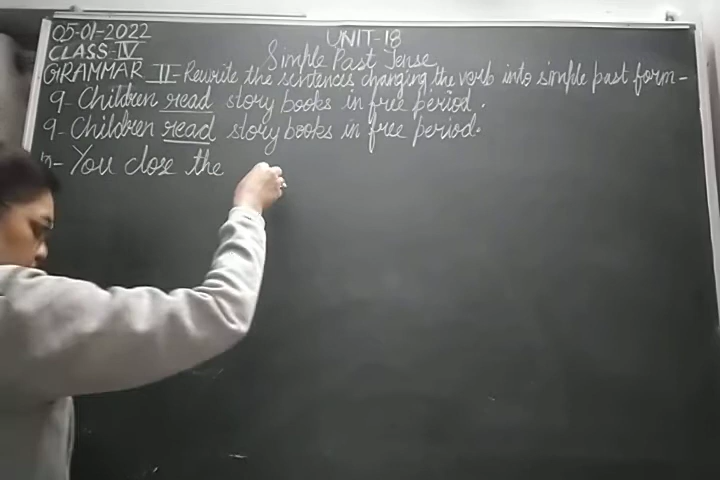 05-01-2022
UNIT-18
CLASS-IV
Simple Past Tense
GRAMMAR II- Rewrite the sentences changing the verb into simple past form-
9- Children read story books in free period.
9- Children read story books in free period.
You close the